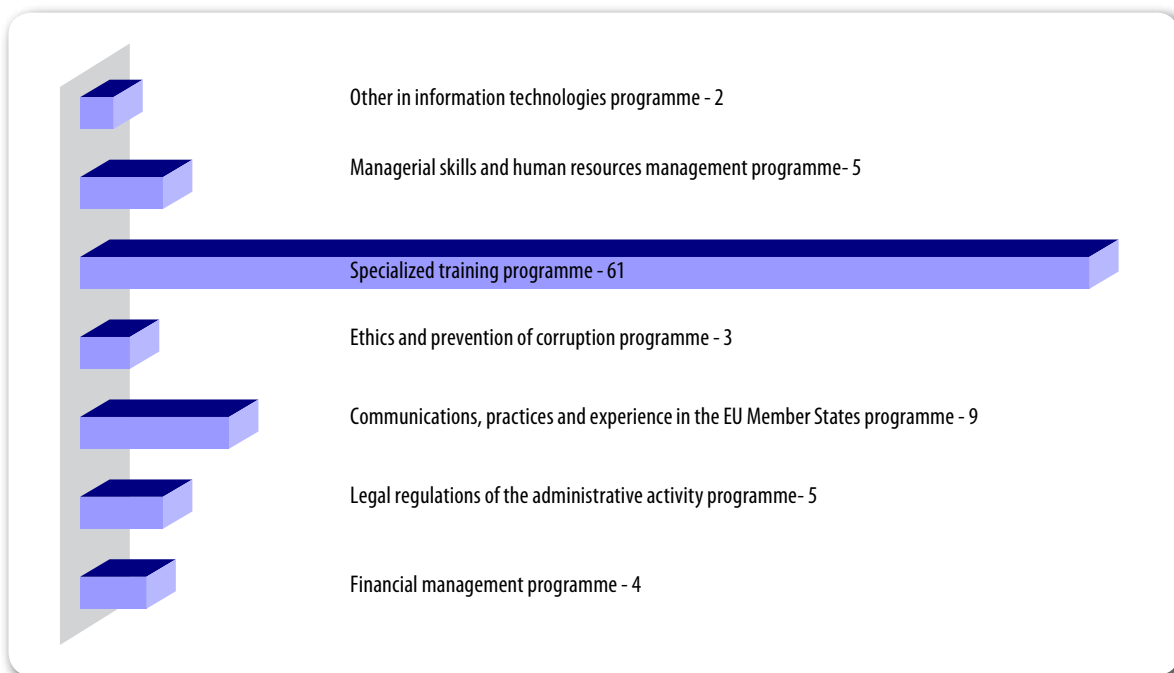 Other in information technologies programme - 2
Managerial skills and human resources management programme- 5
Specialized training programme - 61
Ethics and prevention of corruption programme - 3
Communications, practices and experience in the EU Member States programme - 9
Legal regulations of the administrative activity programme- 5
Financial management programme - 4